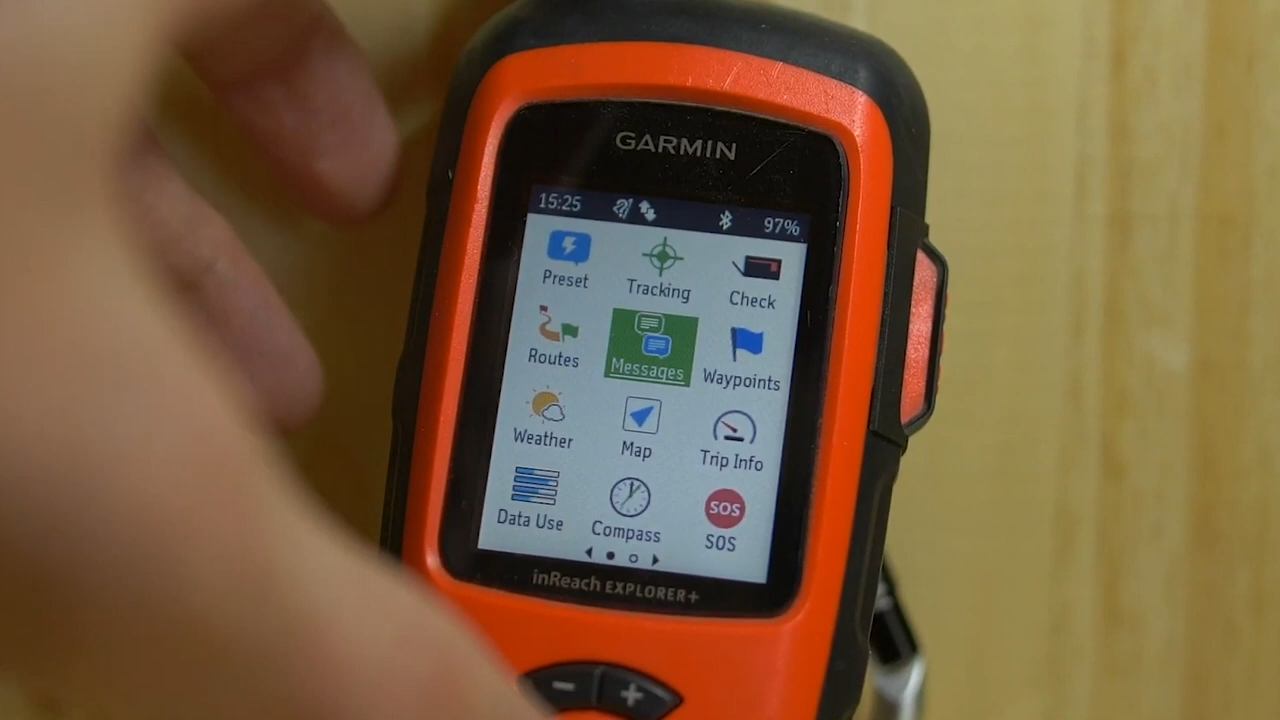 GARMIN
15:25 97%
Preset Tracking Check
Routes Messages Waypoints
Weather Map Trip Info
Data Use Compass SOS
SOS
inReach EXPLORER+
− +